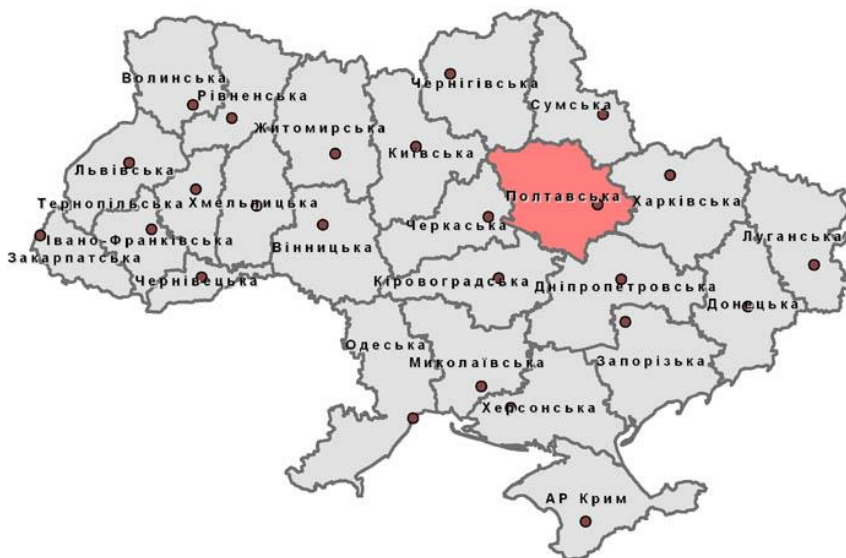 Волинська
Рівненська
Чернігівська
Сумська
Житомирська
Київська
Львівська
Тернопільська
Хмельницька
Полтавська
Харківська
Івано-Франківська
Закарпатська
Вінницька
Черкаська
Луганська
Чернівецька
Кіровоградська
Дніпропетровська
Донецька
Одеська
Миколаївська
Запорізька
Херсонська
АР Крим